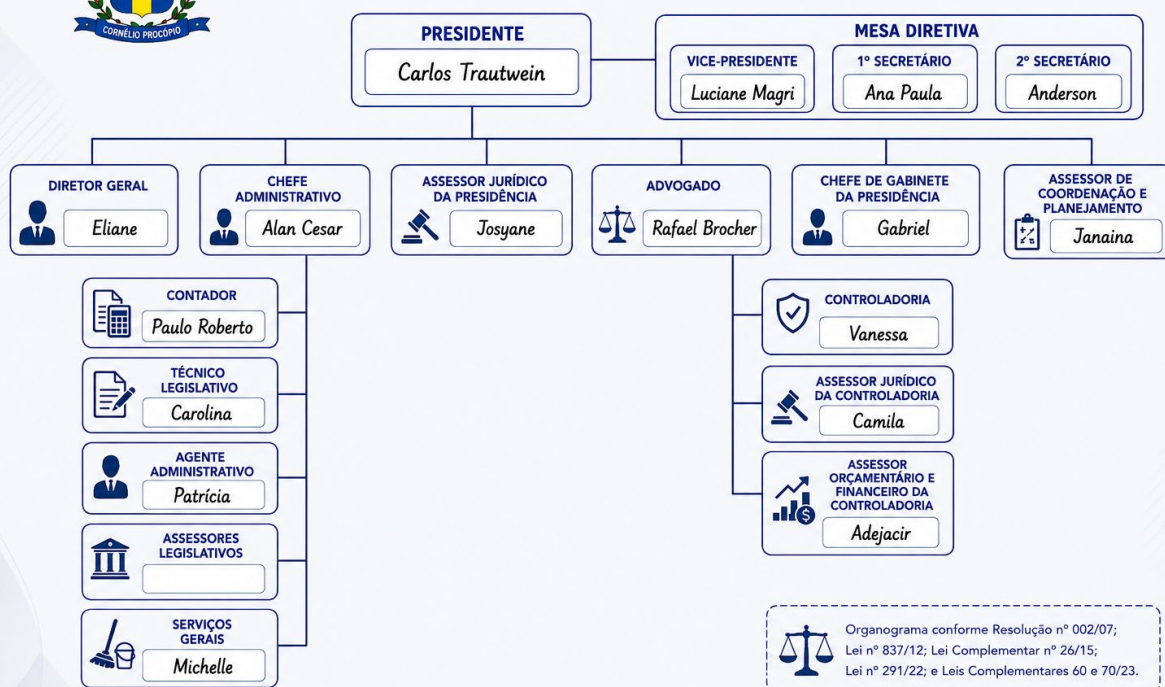 CORNÉLIO PROCÓPIO
PRESIDENTE
Carlos Trautwein
MESA DIRETIVA
VICE-PRESIDENTE
Luciane Magri
1º SECRETÁRIO
Ana Paula
2º SECRETÁRIO
Anderson
DIRETOR GERAL
Eliane
CHEFE
ADMINISTRATIVO
Alan Cesar
ASSESSOR JURÍDICO
DA PRESIDÊNCIA
Josyane
ADVOGADO
Rafael Brocher
CHEFE DE GABINETE
DA PRESIDÊNCIA
Gabriel
ASSESSOR DE
COORDENAÇÃO E
PLANEJAMENTO
Janaina
CONTADOR
Paulo Roberto
TÉCNICO
LEGISLATIVO
Carolina
AGENTE
ADMINISTRATIVO
Patrícia
ASSESSORES
LEGISLATIVOS
SERVIÇOS
GERAIS
Michelle
CONTROLADORIA
Vanessa
ASSESSOR JURÍDICO
DA CONTROLADORIA
Camila
ASSESSOR
ORÇAMENTÁRIO E
FINANCEIRO DA
CONTROLADORIA
Adejacir
Organograma conforme Resolução nº 002/07;
Lei nº 837/12; Lei Complementar nº 26/15;
Lei nº 291/22; e Leis Complementares 60 e 70/23.